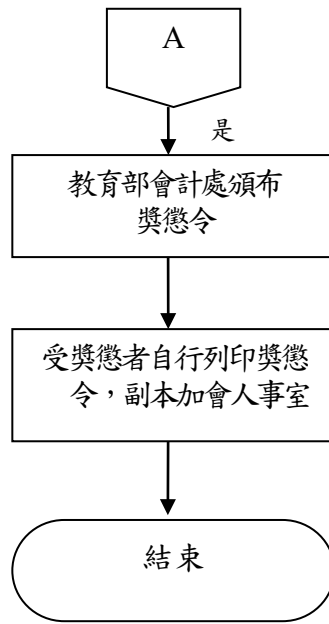 A
是
教育部會計處頒布
獎懲令
受獎懲者自行列印獎懲
令，副本加會人事室
結束